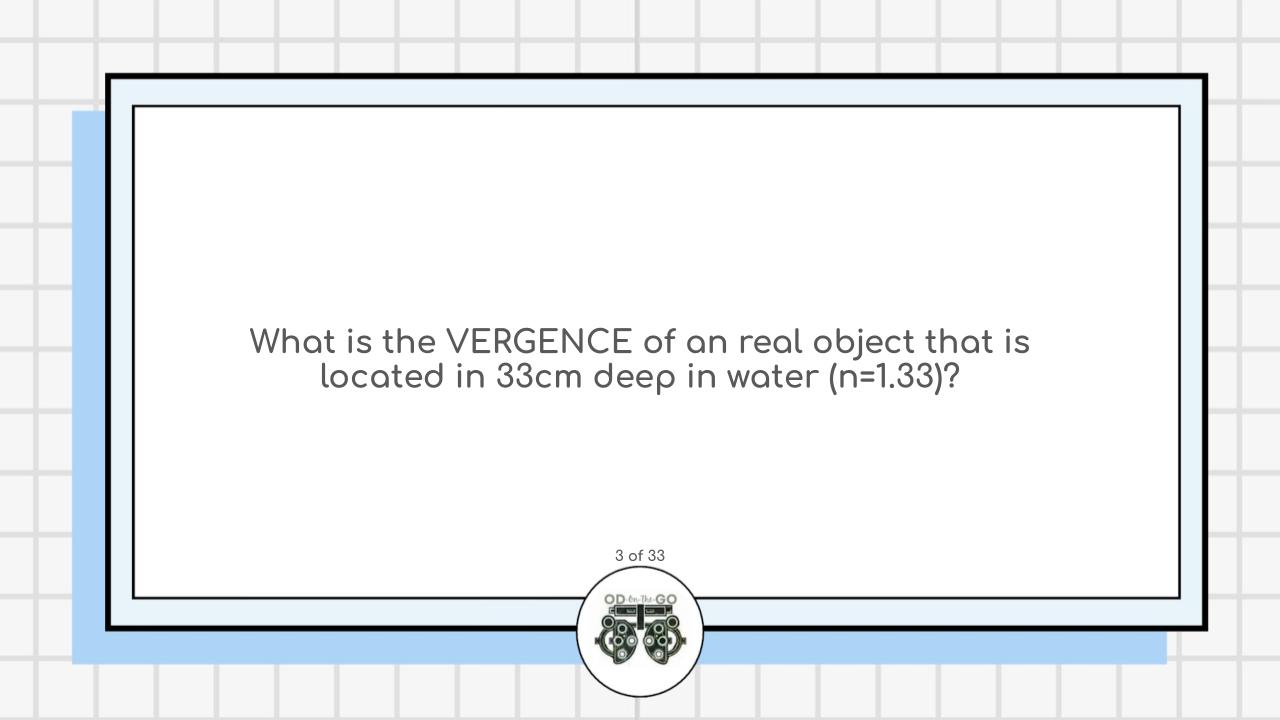 What is the VERGENCE of an real object that is
located in 33cm deep in water (n=1.33)?
3 of 33
OD-On-The-GO